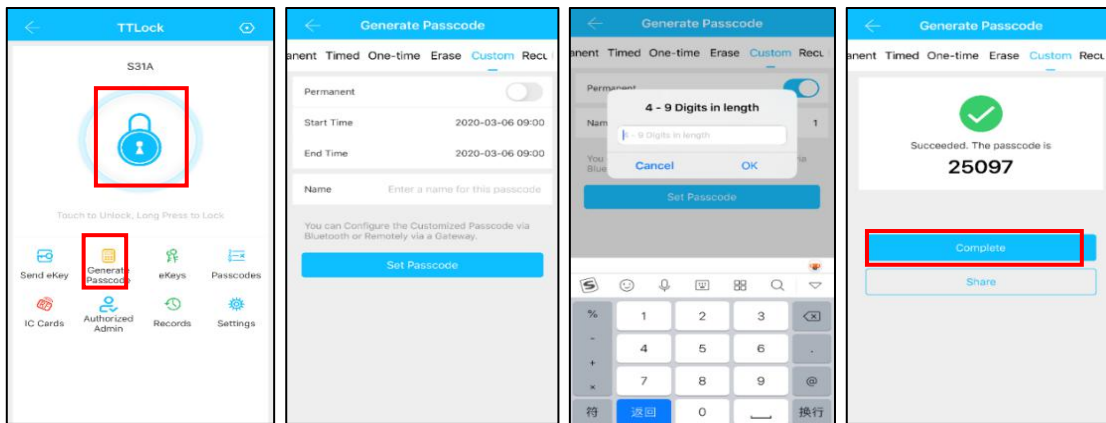 TTLock
S31A
Touch to Unlock, Long Press to Lock
Send eKey
Generate
Passcode
eKeys
Passcodes
IC Cards
Authorized
Admin
Records
Settings
Generate Passcode
anent Timed One-time Erase Custom Recu
Permanent
Start Time 2020-03-06 09:00
End Time 2020-03-06 09:00
Name Enter a name for this passcode
You can Configure the Customized Passcode via
Bluetooth or Remotely via a Gateway.
Set Passcode
Generate Passcode
anent Timed One-time Erase Custom Recu
Permanent
4 - 9 Digits in length
Nam 1
4 - 9 Digits in length
You via
Blue
Cancel OK
Set Passcode
% 1 2 3
- 4 5 6 .
+
× 7 8 9 @
符 返回 0 换行
Generate Passcode
anent Timed One-time Erase Custom Recu
Succeeded. The passcode is
25097
Complete
Share